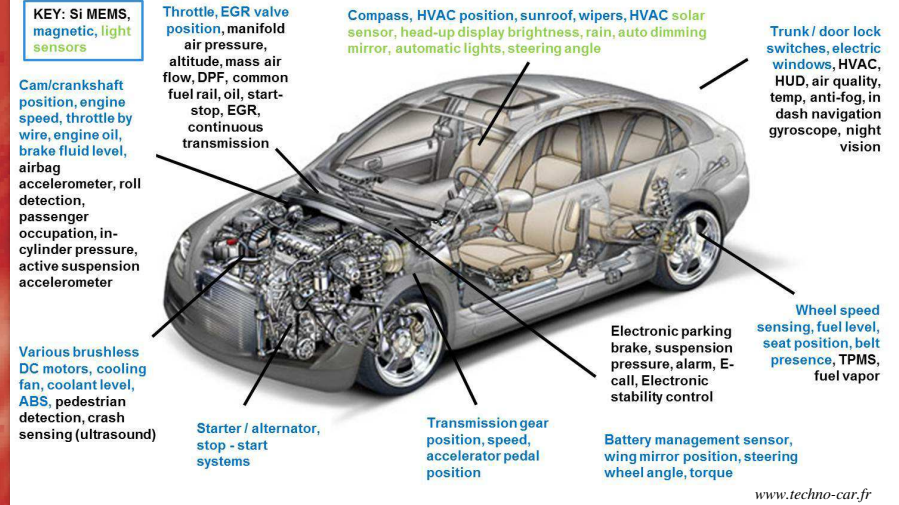 KEY: Si MEMS,
magnetic, light
sensors
Throttle, EGR valve
position, manifold
air pressure,
altitude, mass air
flow, DPF, common
fuel rail, oil, start-
stop, EGR,
continuous
transmission
Compass, HVAC position, sunroof, wipers, HVAC solar
sensor, head-up display brightness, rain, auto dimming
mirror, automatic lights, steering angle
Trunk / door lock
switches, electric
windows, HVAC,
HUD, air quality,
temp, anti-fog, in
dash navigation
gyroscope, night
vision
Cam/crankshaft
position, engine
speed, throttle by
wire, engine oil,
brake fluid level,
airbag
accelerometer, roll
detection,
passenger
occupation, in-
cylinder pressure,
active suspension
accelerometer
Various brushless
DC motors, cooling
fan, coolant level,
ABS, pedestrian
detection, crash
sensing (ultrasound)
Starter / alternator,
stop - start
systems
Transmission gear
position, speed,
accelerator pedal
position
Electronic parking
brake, suspension
pressure, alarm, E-
call, Electronic
stability control
Wheel speed
sensing, fuel level,
seat position, belt
presence, TPMS,
fuel vapor
Battery management sensor,
wing mirror position, steering
wheel angle, torque
www.techno-car.fr